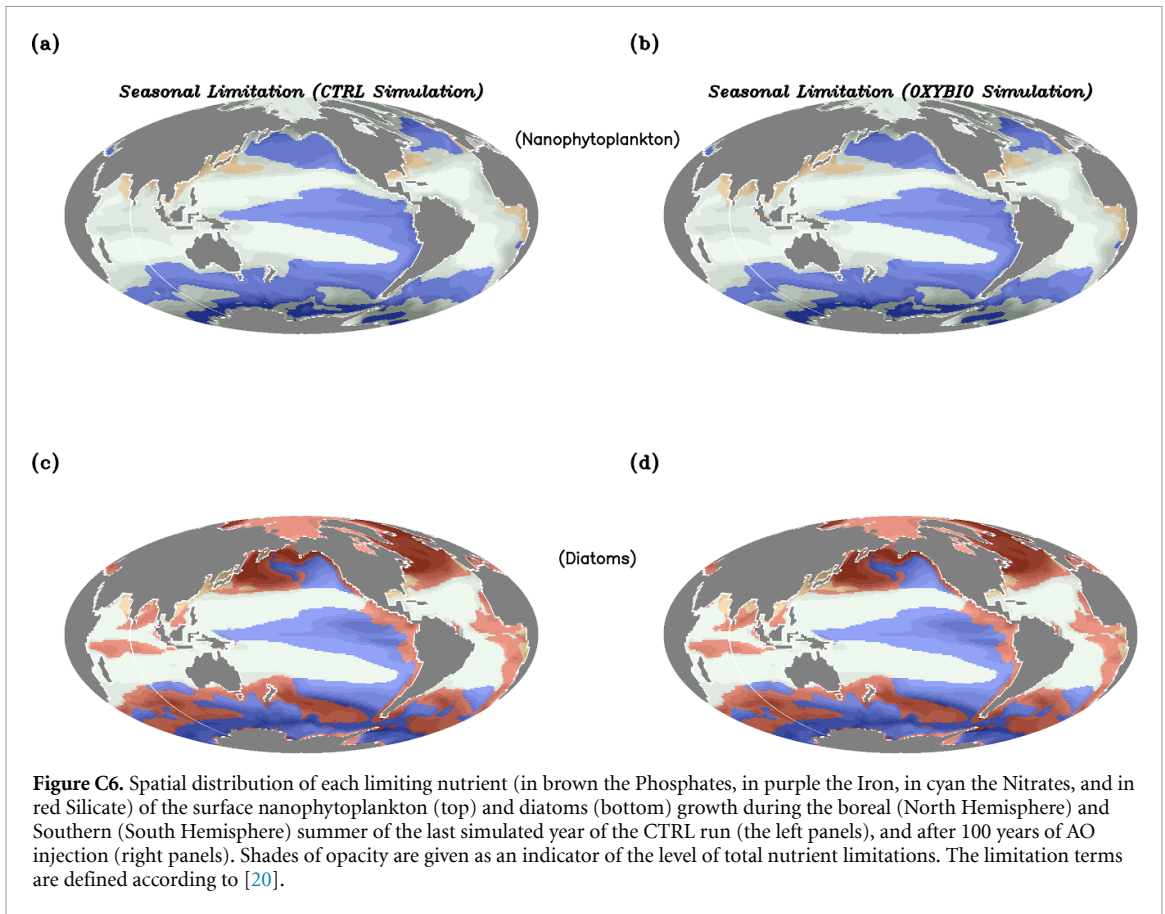 (a)
(b)
Seasonal Limitation (CTRL Simulation)
Seasonal Limitation (OXYBIO Simulation)
(Nanophytoplankton)
(c)
(d)
(Diatoms)
Figure C6. Spatial distribution of each limiting nutrient (in brown the Phosphates, in purple the Iron, in cyan the Nitrates, and in
red Silicate) of the surface nanophytoplankton (top) and diatoms (bottom) growth during the boreal (North Hemisphere) and
Southern (South Hemisphere) summer of the last simulated year of the CTRL run (the left panels), and after 100 years of AO
injection (right panels). Shades of opacity are given as an indicator of the level of total nutrient limitations. The limitation terms
are defined according to [20].